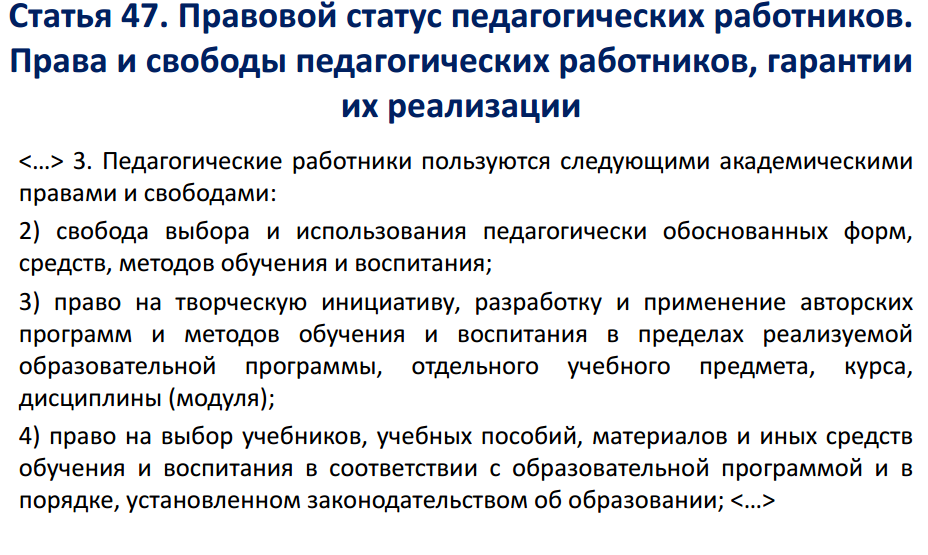 Статья 47. Правовой статус педагогических работников.
Права и свободы педагогических работников, гарантии
их реализации
<…> 3. Педагогические работники пользуются следующими академическими
правами и свободами:
2) свобода выбора и использования педагогически обоснованных форм,
средств, методов обучения и воспитания;
3) право на творческую инициативу, разработку и применение авторских
программ и методов обучения и воспитания в пределах реализуемой
образовательной программы, отдельного учебного предмета, курса,
дисциплины (модуля);
4) право на выбор учебников, учебных пособий, материалов и иных средств
обучения и воспитания в соответствии с образовательной программой и в
порядке, установленном законодательством об образовании; <…>